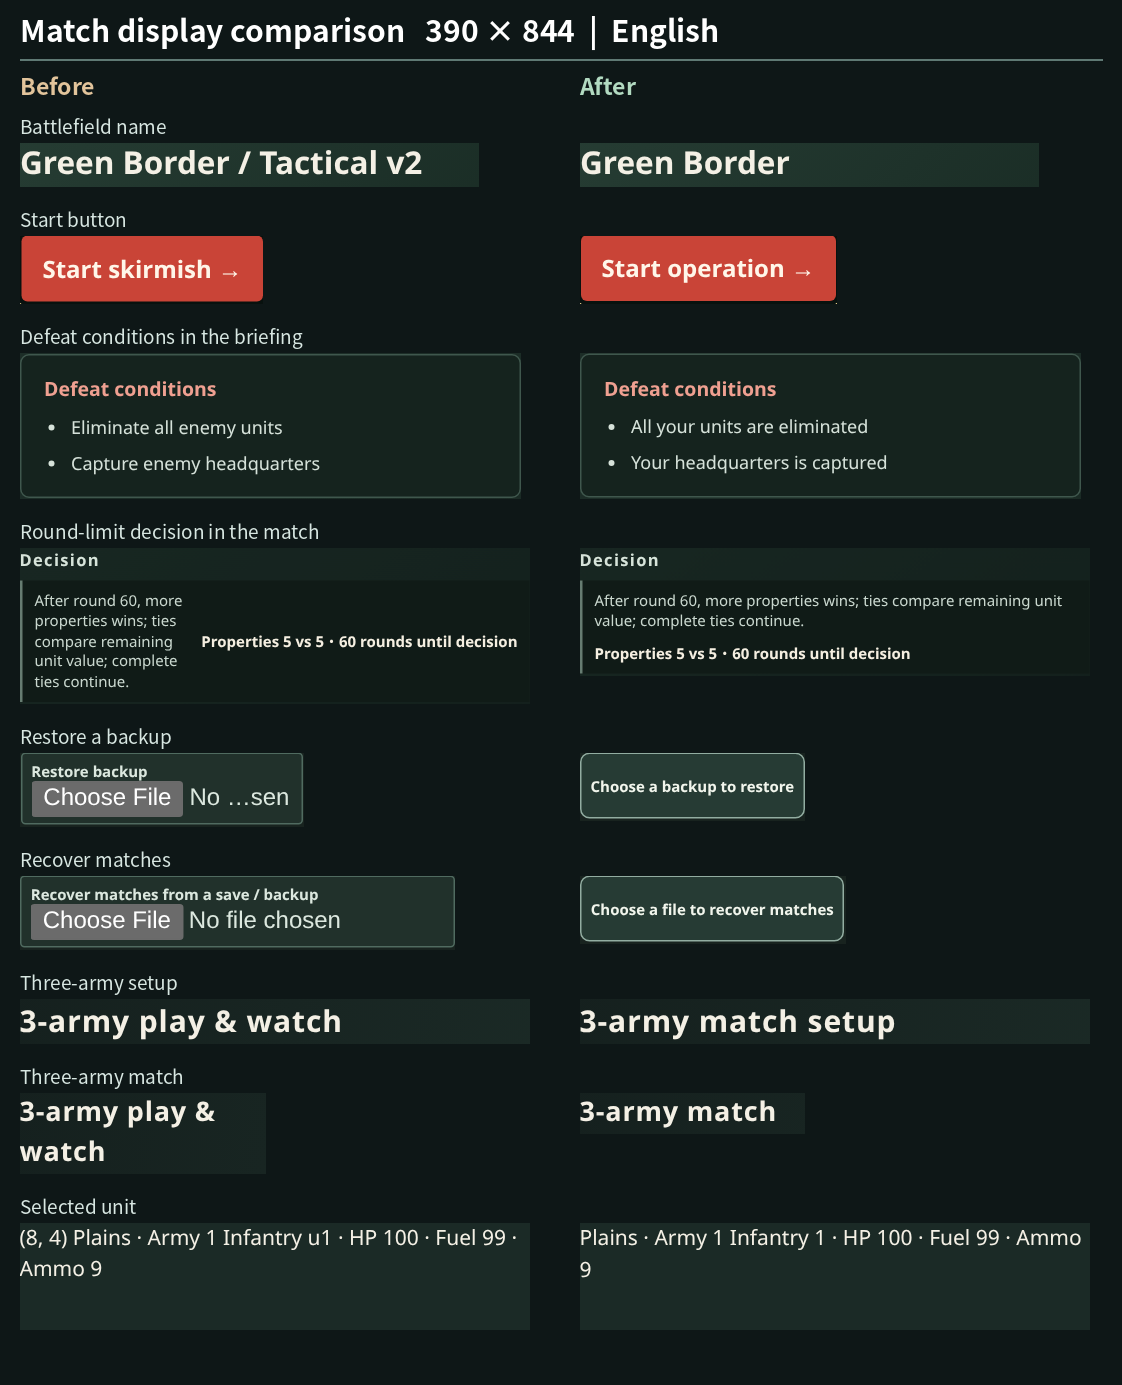 Match display comparison 390 × 844 | English
Before
After
Battlefield name
Green Border / Tactical v2
Green Border
Start button
Start skirmish →
Start operation →
Defeat conditions in the briefing
Defeat conditions
• Eliminate all enemy units
• Capture enemy headquarters
Defeat conditions
• All your units are eliminated
• Your headquarters is captured
Round-limit decision in the match
Decision
After round 60, more
properties wins; ties
compare remaining
unit value; complete
ties continue.
Properties 5 vs 5 · 60 rounds until decision
Decision
After round 60, more properties wins; ties compare remaining unit
value; complete ties continue.
Properties 5 vs 5 · 60 rounds until decision
Restore a backup
Restore backup
Choose File No …sen
Choose a backup to restore
Recover matches
Recover matches from a save / backup
Choose File No file chosen
Choose a file to recover matches
Three-army setup
3-army play & watch
3-army match setup
Three-army match
3-army play &
watch
3-army match
Selected unit
(8, 4) Plains · Army 1 Infantry u1 · HP 100 · Fuel 99 ·
Ammo 9
Plains · Army 1 Infantry 1 · HP 100 · Fuel 99 · Ammo
9